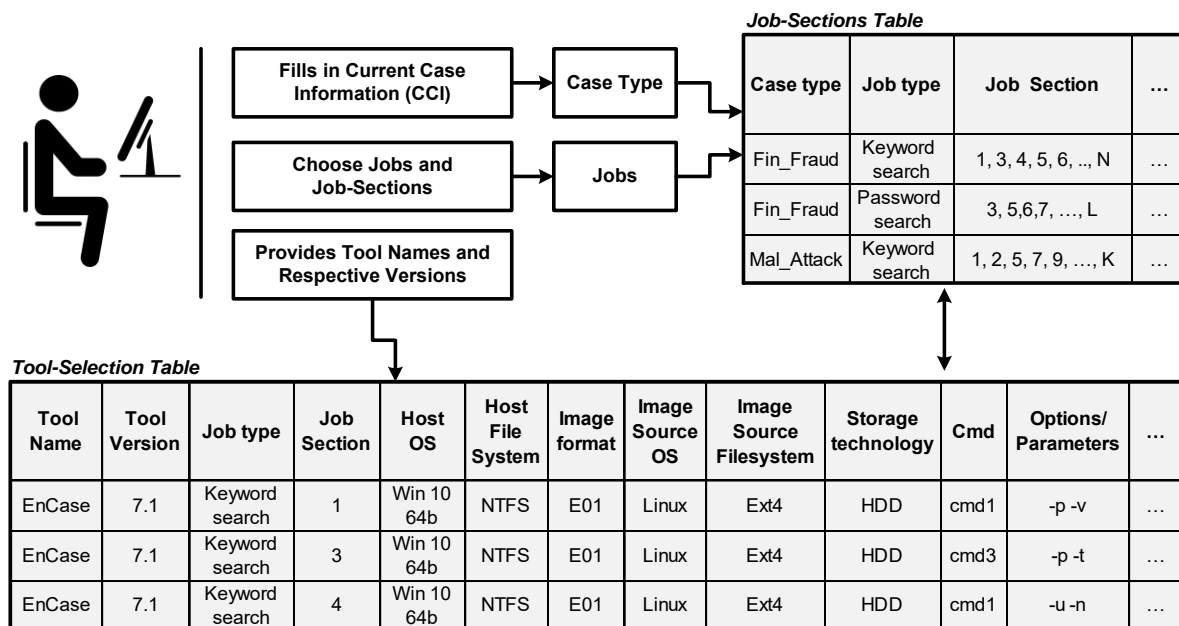 Job-Sections Table
Fills in Current Case
Information (CCI)
Case Type
Choose Jobs and
Job-Sections
Jobs
Provides Tool Names and
Respective Versions
Case type Job type Job Section …
Fin_Fraud Keyword
search 1, 3, 4, 5, 6, .., N …
Fin_Fraud Password
search 3, 5,6,7, …, L …
Mal_Attack Keyword
search 1, 2, 5, 7, 9, …, K …
Tool-Selection Table
Tool
Name Tool
Version Job type Job
Section Host
OS Host
File
System Image
format Image
Source
OS Image
Source
Filesystem Storage
technology Cmd Options/
Parameters …
EnCase 7.1 Keyword
search 1 Win 10
64b NTFS E01 Linux Ext4 HDD cmd1 -p -v …
EnCase 7.1 Keyword
search 3 Win 10
64b NTFS E01 Linux Ext4 HDD cmd3 -p -t …
EnCase 7.1 Keyword
search 4 Win 10
64b NTFS E01 Linux Ext4 HDD cmd1 -u -n …